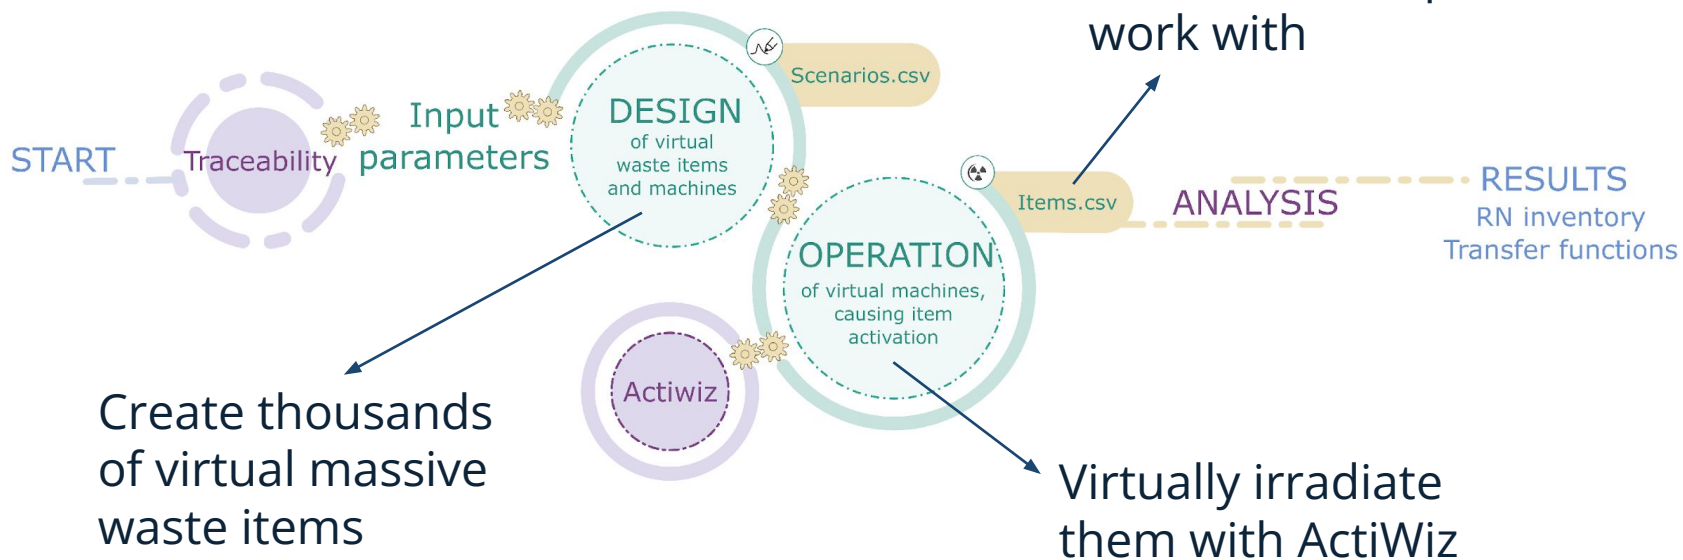 work with
Scenarios.csv
DESIGN
of virtual
waste items
and machines
Input
parameters
START
Traceability
Items.csv
ANALYSIS
RESULTS
RN inventory
Transfer functions
OPERATION
of virtual machines,
causing item
activation
Actiwiz
Create thousands
of virtual massive
waste items
Virtually irradiate
them with ActiWiz